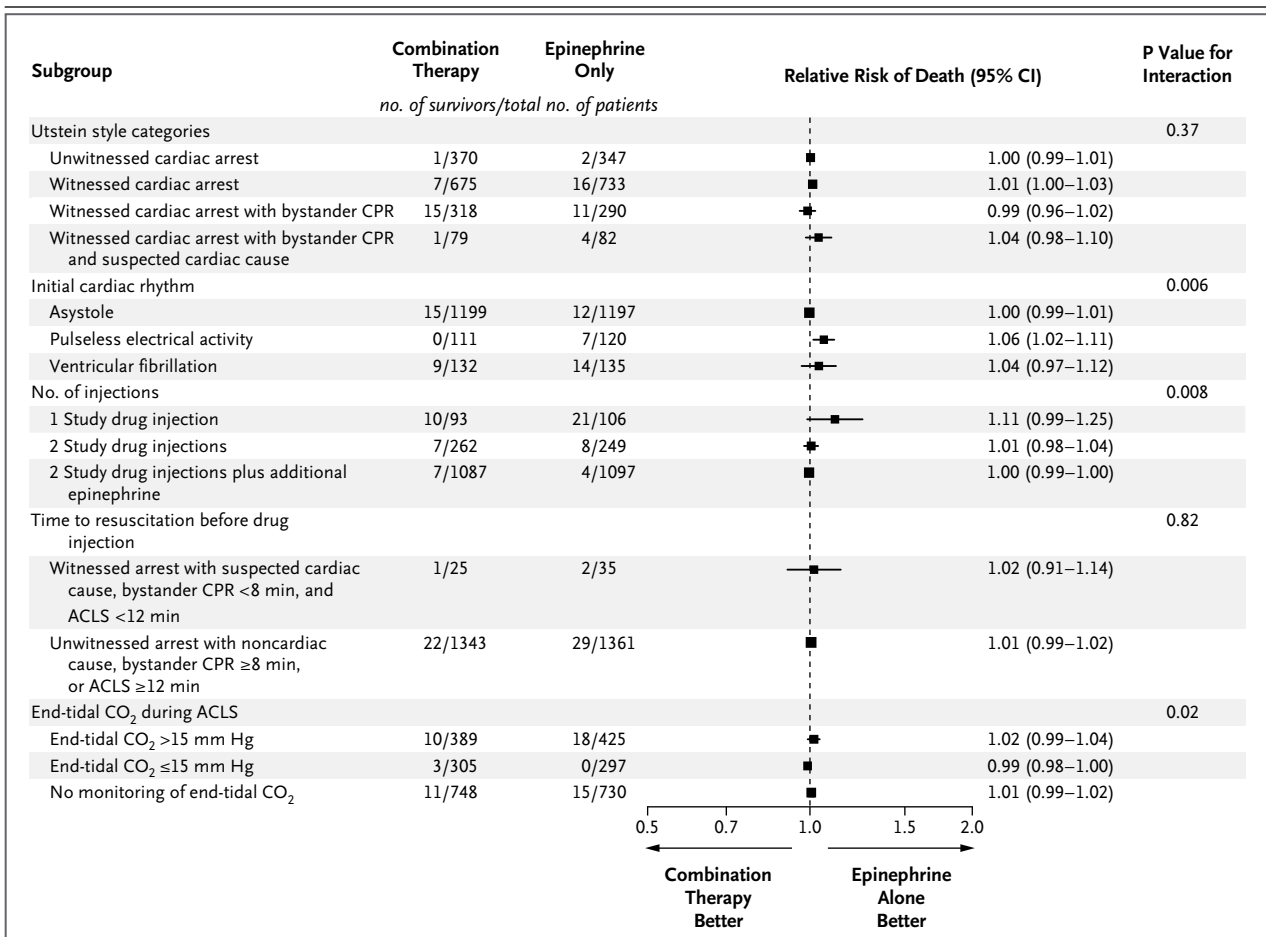 Subgroup
Combination Therapy
Epinephrine Only
Relative Risk of Death (95% CI)
P Value for Interaction
no. of survivors/total no. of patients
Utstein style categories 0.37
Unwitnessed cardiac arrest 1/370 2/347 1.00 (0.99–1.01)
Witnessed cardiac arrest 7/675 16/733 1.01 (1.00–1.03)
Witnessed cardiac arrest with bystander CPR 15/318 11/290 0.99 (0.96–1.02)
Witnessed cardiac arrest with bystander CPR 1/79 4/82 1.04 (0.98–1.10)
and suspected cardiac cause
Initial cardiac rhythm 0.006
Asystole 15/1199 12/1197 1.00 (0.99–1.01)
Pulseless electrical activity 0/111 7/120 1.06 (1.02–1.11)
Ventricular fibrillation 9/132 14/135 1.04 (0.97–1.12)
No. of injections 0.008
1 Study drug injection 10/93 21/106 1.11 (0.99–1.25)
2 Study drug injections 7/262 8/249 1.01 (0.98–1.04)
2 Study drug injections plus additional 7/1087 4/1097 1.00 (0.99–1.00)
epinephrine
Time to resuscitation before drug 0.82
injection
Witnessed arrest with suspected cardiac 1/25 2/35 1.02 (0.91–1.14)
cause, bystander CPR <8 min, and
ACLS <12 min
Unwitnessed arrest with noncardiac 22/1343 29/1361 1.01 (0.99–1.02)
cause, bystander CPR ≥8 min,
or ACLS ≥12 min
End-tidal CO2 during ACLS 0.02
End-tidal CO2 >15 mm Hg 10/389 18/425 1.02 (0.99–1.04)
End-tidal CO2 ≤15 mm Hg 3/305 0/297 0.99 (0.98–1.00)
No monitoring of end-tidal CO2 11/748 15/730 1.01 (0.99–1.02)
0.5 0.7 1.0 1.5 2.0
Combination Therapy Better
Epinephrine Alone Better